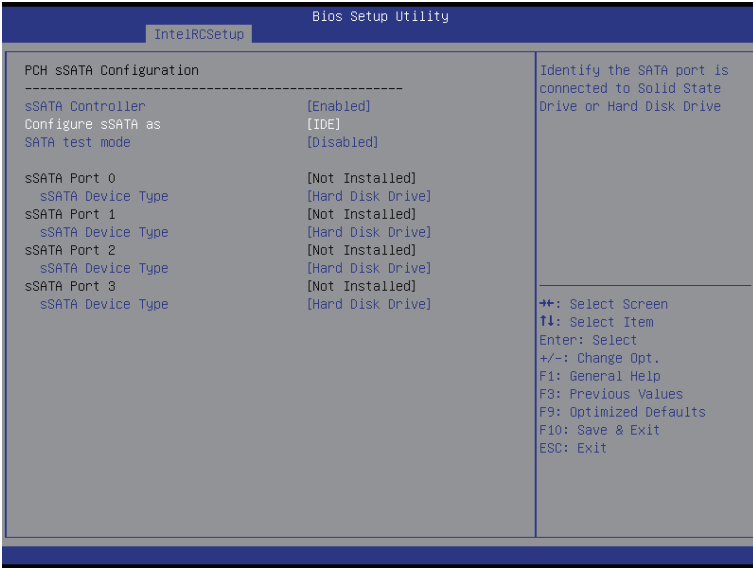 Bios Setup Utility
IntelRCSetup
PCH sSATA Configuration
--------------------------------------------------
sSATA Controller [Enabled]
Configure sSATA as [IDE]
SATA test mode [Disabled]
sSATA Port 0 [Not Installed]
sSATA Device Type [Hard Disk Drive]
sSATA Port 1 [Not Installed]
sSATA Device Type [Hard Disk Drive]
sSATA Port 2 [Not Installed]
sSATA Device Type [Hard Disk Drive]
sSATA Port 3 [Not Installed]
sSATA Device Type [Hard Disk Drive]
Identify the SATA port is
connected to Solid State
Drive or Hard Disk Drive
→←: Select Screen
↑↓: Select Item
Enter: Select
+/-: Change Opt.
F1: General Help
F3: Previous Values
F9: Optimized Defaults
F10: Save & Exit
ESC: Exit